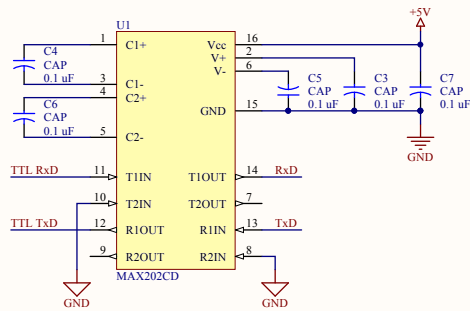 +5V
U1
1 C1+ Vcc 16
C4
CAP
0.1 uF
V+ 2
V- 6
3 C1-
4 C2+
C6
CAP
0.1 uF
5 C2-
C5
CAP
0.1 uF
C3
CAP
0.1 uF
C7
CAP
0.1 uF
GND 15
GND
TTL RxD 11 T1IN T1OUT 14 RxD
10 T2IN T2OUT 7
TTL TxD 12 R1OUT R1IN 13 TxD
9 R2OUT R2IN 8
MAX202CD
GND
GND